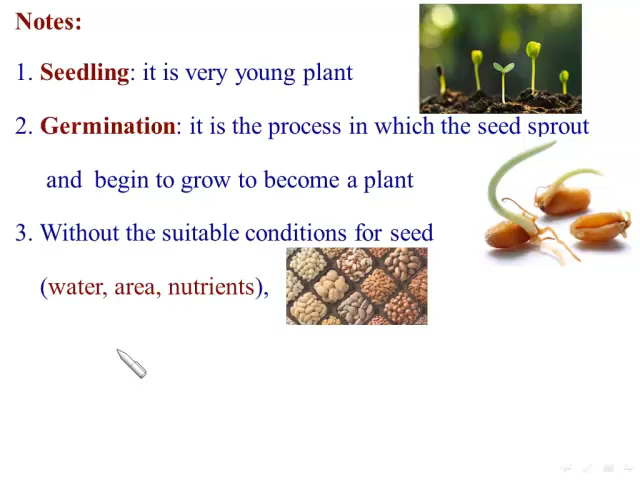 Notes:
1. Seedling: it is very young plant
2. Germination: it is the process in which the seed sprout
and begin to grow to become a plant
3. Without the suitable conditions for seed
(water, area, nutrients),